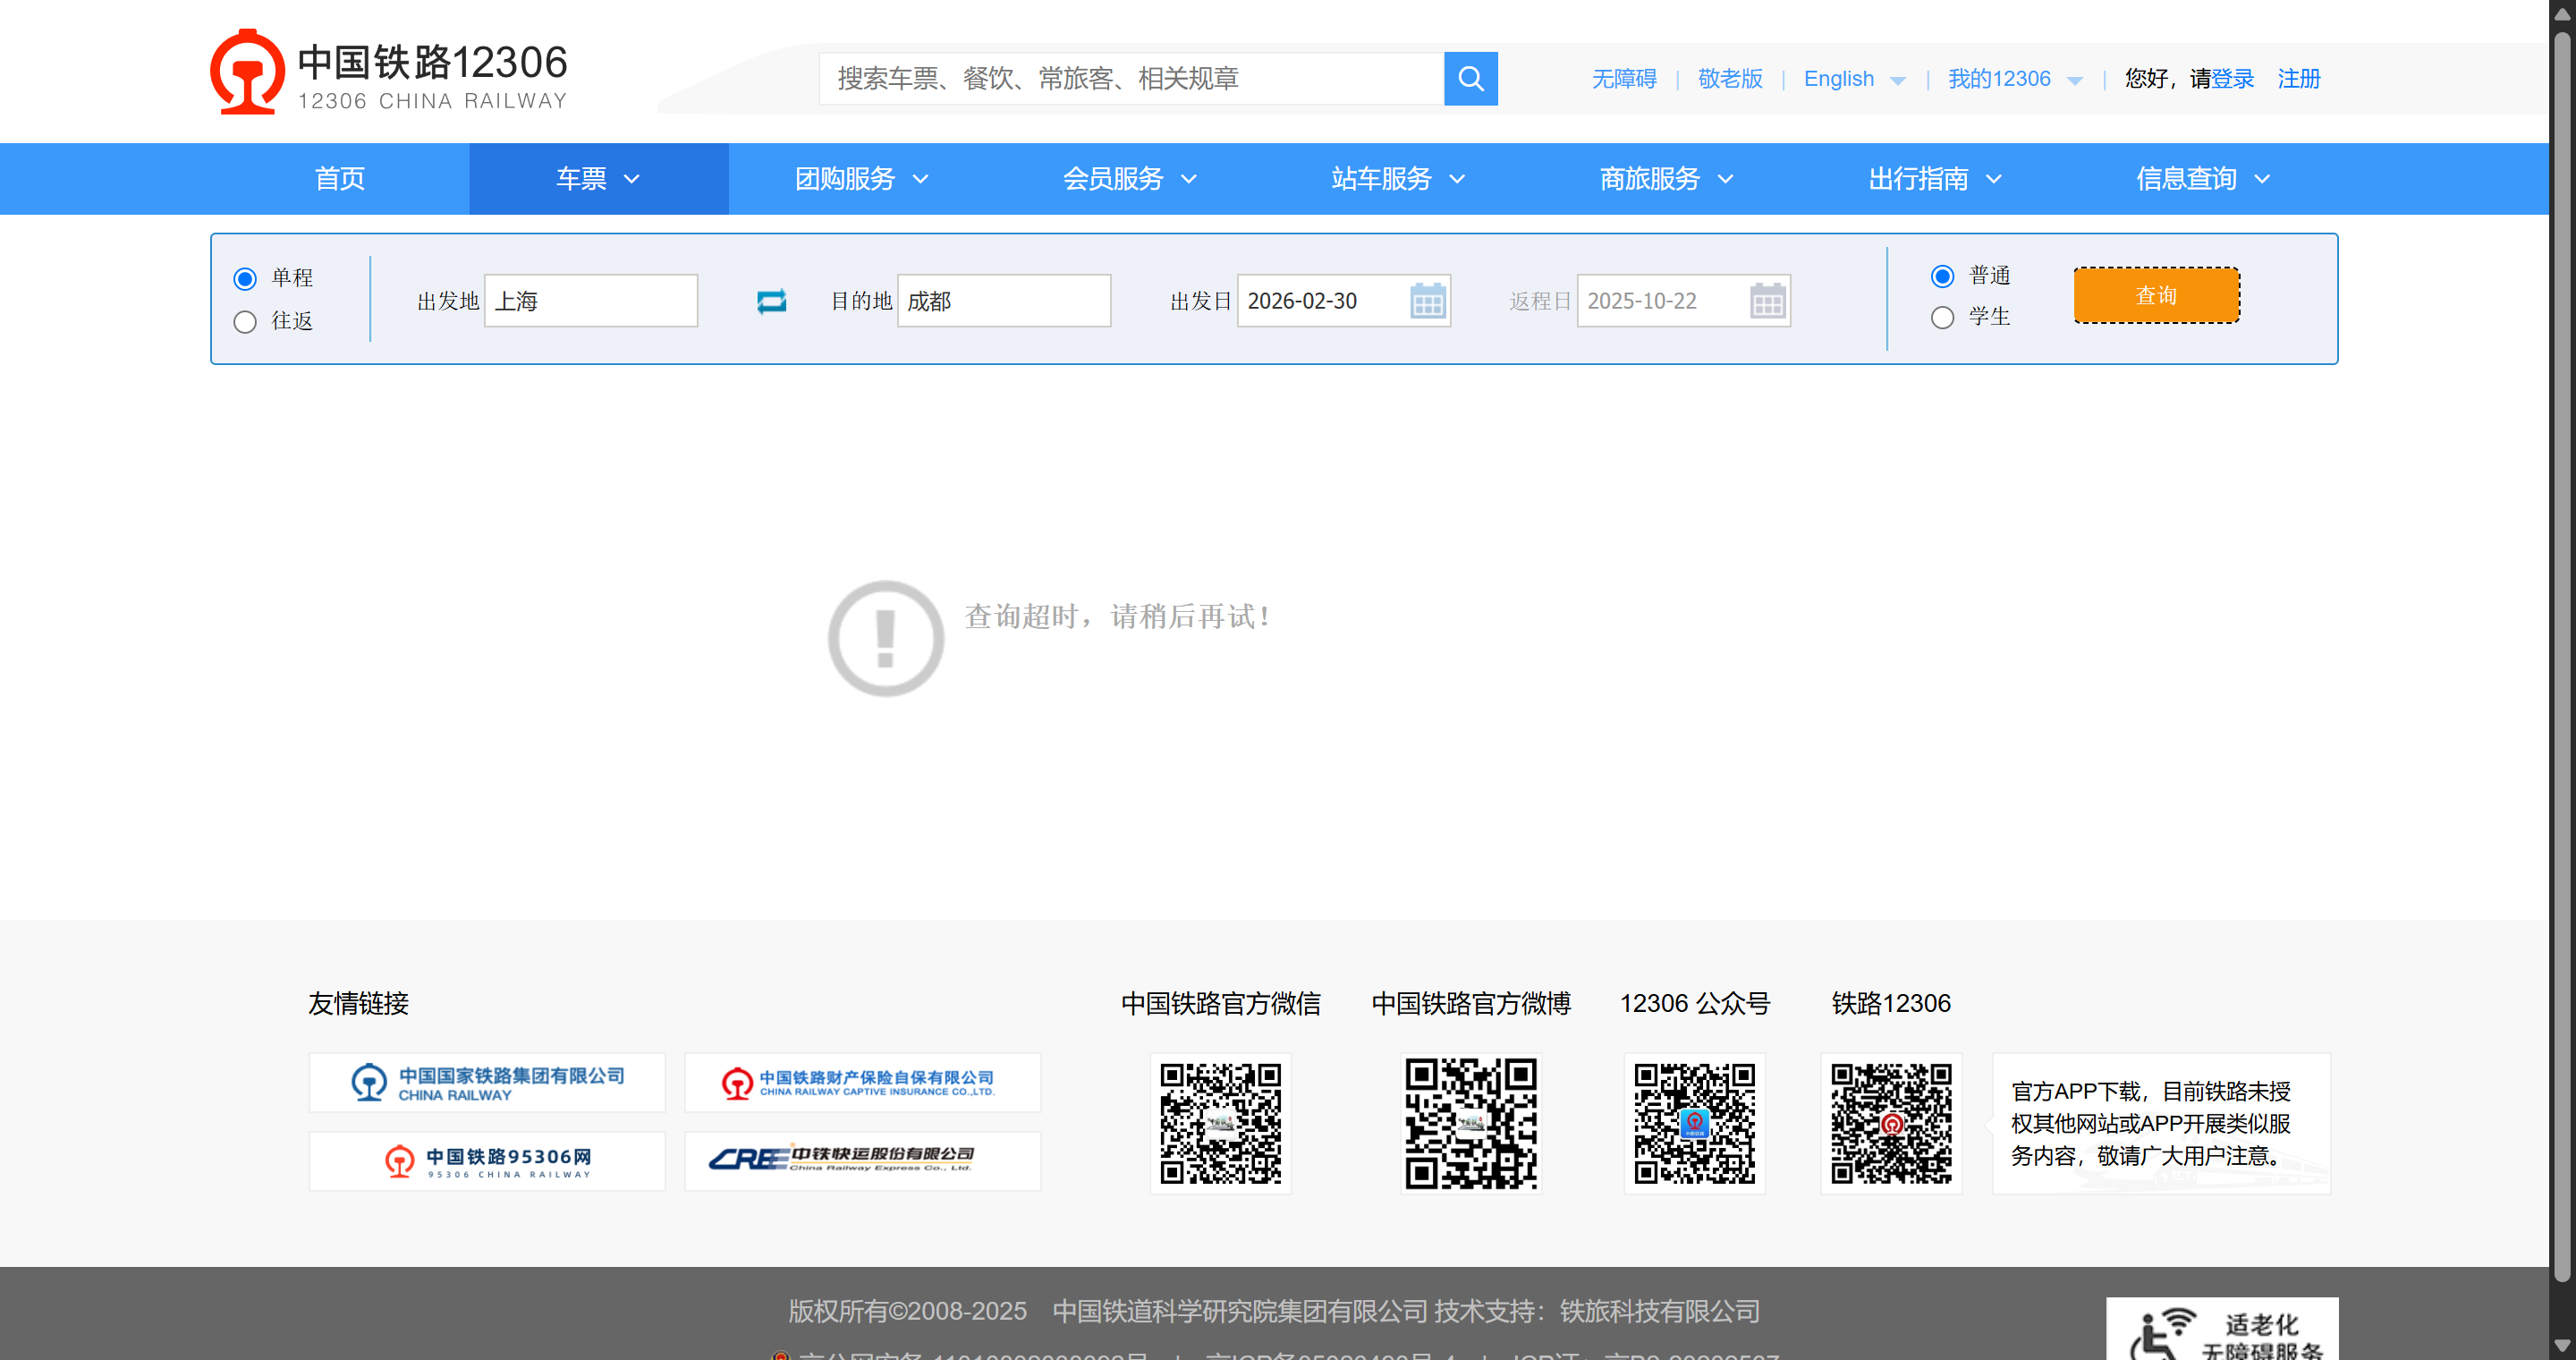 中国铁路12306
12306 CHINA RAILWAY
搜索车票、餐饮、常旅客、相关规章
无障碍 | 敬老版 | English | 我的12306 | 您好，请登录 注册
首页 车票 团购服务 会员服务 站车服务 商旅服务 出行指南 信息查询
单程
往返
出发地 上海 目的地 成都 出发日 2026-02-30 返程日 2025-10-22
普通
学生
查询
查询超时，请稍后再试！
友情链接
中国国家铁路集团有限公司
CHINA RAILWAY
中国铁路财产保险自保有限公司
CHINA RAILWAY CAPTIVE INSURANCE CO.,LTD.
中国铁路95306网
95306 CHINA RAILWAY
CRE 中铁快运股份有限公司
China Railway Express Co., Ltd.
中国铁路官方微信
中国铁路官方微博
12306 公众号
铁路12306
官方APP下载，目前铁路未授
权其他网站或APP开展类似服
务内容，敬请广大用户注意。
版权所有©2008-2025 中国铁道科学研究院集团有限公司 技术支持：铁旅科技有限公司
适老化
无障碍服务